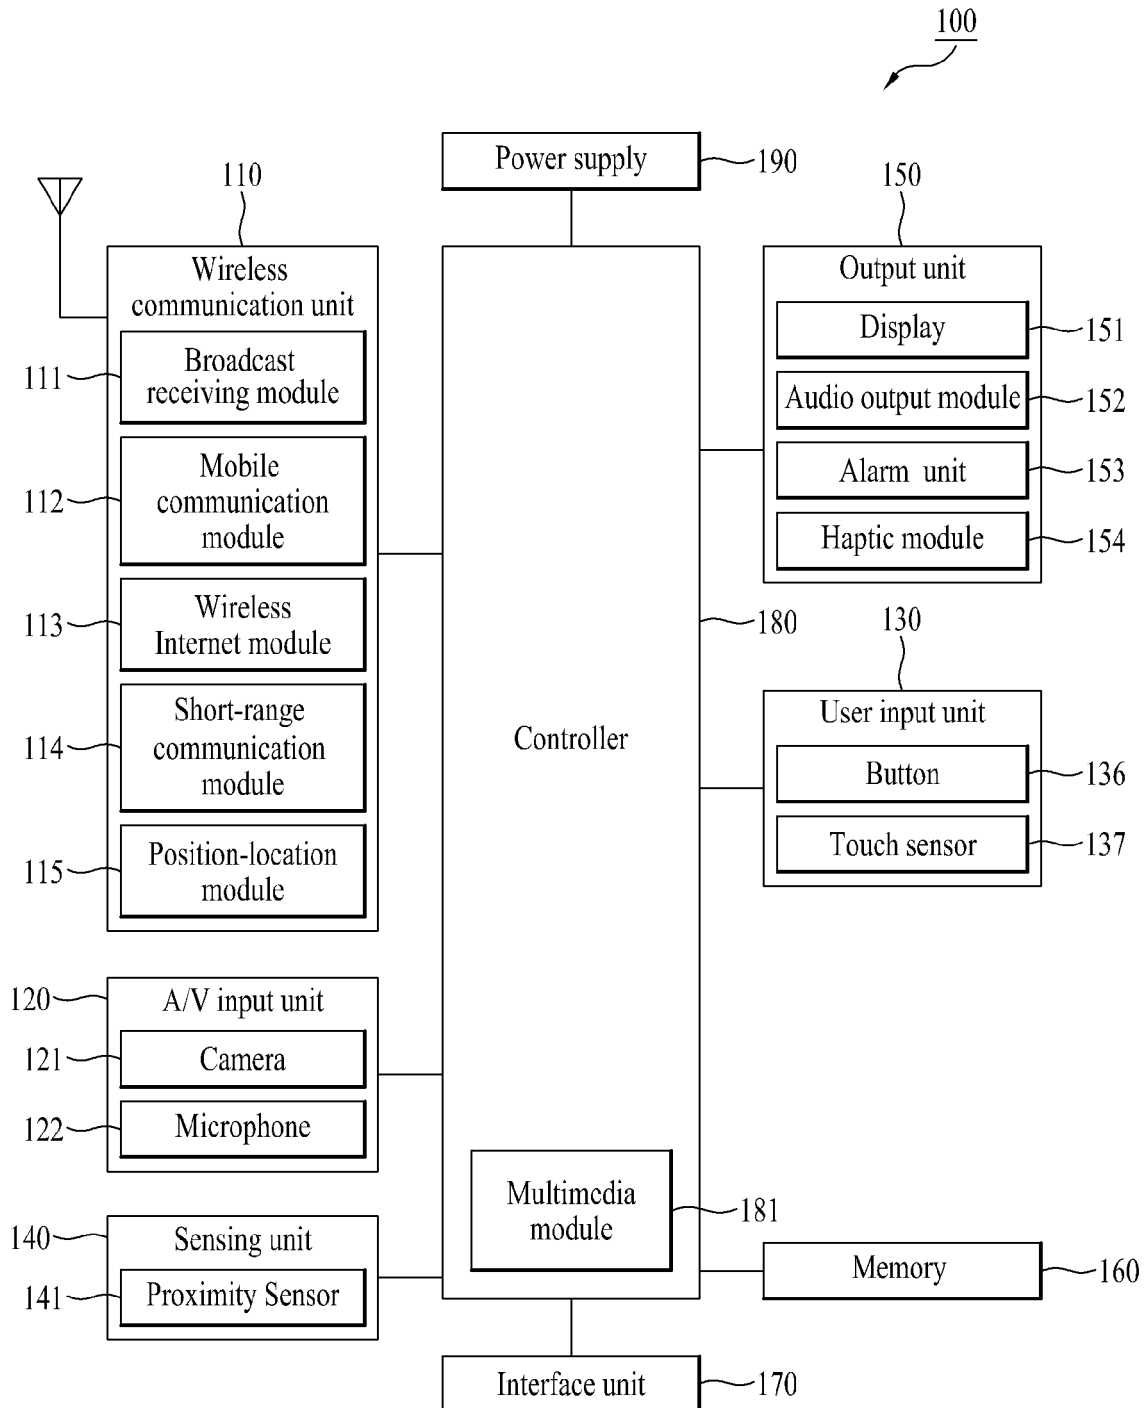 100
Power supply
190
110
Wireless
communication unit
111
Broadcast
receiving module
112
Mobile
communication
module
113
Wireless
Internet module
114
Short-range
communication
module
115
Position-location
module
120
A/V input unit
121
Camera
122
Microphone
140
Sensing unit
141
Proximity Sensor
Controller
180
Multimedia
module
181
150
Output unit
Display
151
Audio output module
152
Alarm unit
153
Haptic module
154
130
User input unit
Button
136
Touch sensor
137
Memory
160
Interface unit
170